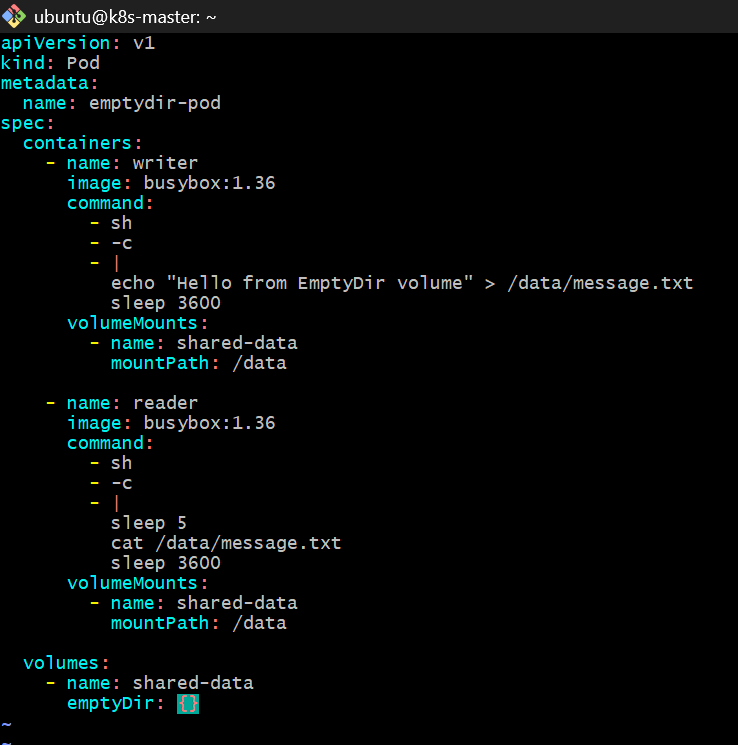 ubuntu@k8s-master: ~
apiVersion: v1
kind: Pod
metadata:
  name: emptydir-pod
spec:
  containers:
    - name: writer
      image: busybox:1.36
      command:
        - sh
        - -c
        - |
          echo "Hello from EmptyDir volume" > /data/message.txt
          sleep 3600
      volumeMounts:
        - name: shared-data
          mountPath: /data

    - name: reader
      image: busybox:1.36
      command:
        - sh
        - -c
        - |
          sleep 5
          cat /data/message.txt
          sleep 3600
      volumeMounts:
        - name: shared-data
          mountPath: /data

  volumes:
    - name: shared-data
      emptyDir: {}
~
~